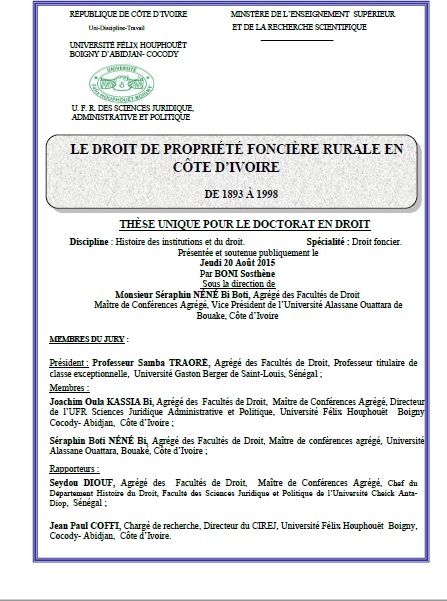 RÉPUBLIQUE DE CÔTE D'IVOIRE
Uni-Discipline-Travail
MINISTÈRE DE L'ENSEIGNEMENT SUPÉRIEUR
ET DE LA RECHERCHE SCIENTIFIQUE
UNIVERSITÉ FÉLIX HOUPHOUËT
BOIGNY D'ABIDJAN- COCODY
UNIVERSITÉ
FÉLIX HOUPHOUËT-BOIGNY
U. F. R. DES SCIENCES JURIDIQUE,
ADMINISTRATIVE ET POLITIQUE
LE DROIT DE PROPRIÉTÉ FONCIÈRE RURALE EN
CÔTE D'IVOIRE
DE 1893 À 1998
THÈSE UNIQUE POUR LE DOCTORAT EN DROIT
Discipline : Histoire des institutions et du droit. Spécialité : Droit foncier.
Présentée et soutenue publiquement le
Jeudi 20 Août 2015
Par BONI Sosthène
Sous la direction de
Monsieur Séraphin NÉNÉ Bi Boti, Agrégé des Facultés de Droit
Maître de Conférences Agrégé, Vice Président de l'Université Alassane Ouattara de
Bouake, Côte d'Ivoire
MEMBRES DU JURY :
Président : Professeur Samba TRAORÉ, Agrégé des Facultés de Droit, Professeur titulaire de
classe exceptionnelle, Université Gaston Berger de Saint-Louis, Sénégal ;
Membres :
Joachim Oula KASSIA Bi, Agrégé des Facultés de Droit, Maître de Conférences Agrégé, Directeur
de l'UFR Sciences Juridique Administrative et Politique, Université Félix Houphouët Boigny
Cocody- Abidjan, Côte d'Ivoire ;
Séraphin Boti NÉNÉ Bi, Agrégé des Facultés de Droit, Maître de conférences agrégé, Université
Alassane Ouattara, Bouaké, Côte d'Ivoire ;
Rapporteurs :
Seydou DIOUF, Agrégé des Facultés de Droit, Maître de Conférences Agrégé, Chef du
Département Histoire du Droit, Faculté des Sciences Juridique et Politique de l'Université Cheick Anta-
Diop, Sénégal ;
Jean Paul COFFI, Chargé de recherche, Directeur du CIREJ, Université Félix Houphouët Boigny,
Cocody- Abidjan, Côte d'Ivoire.